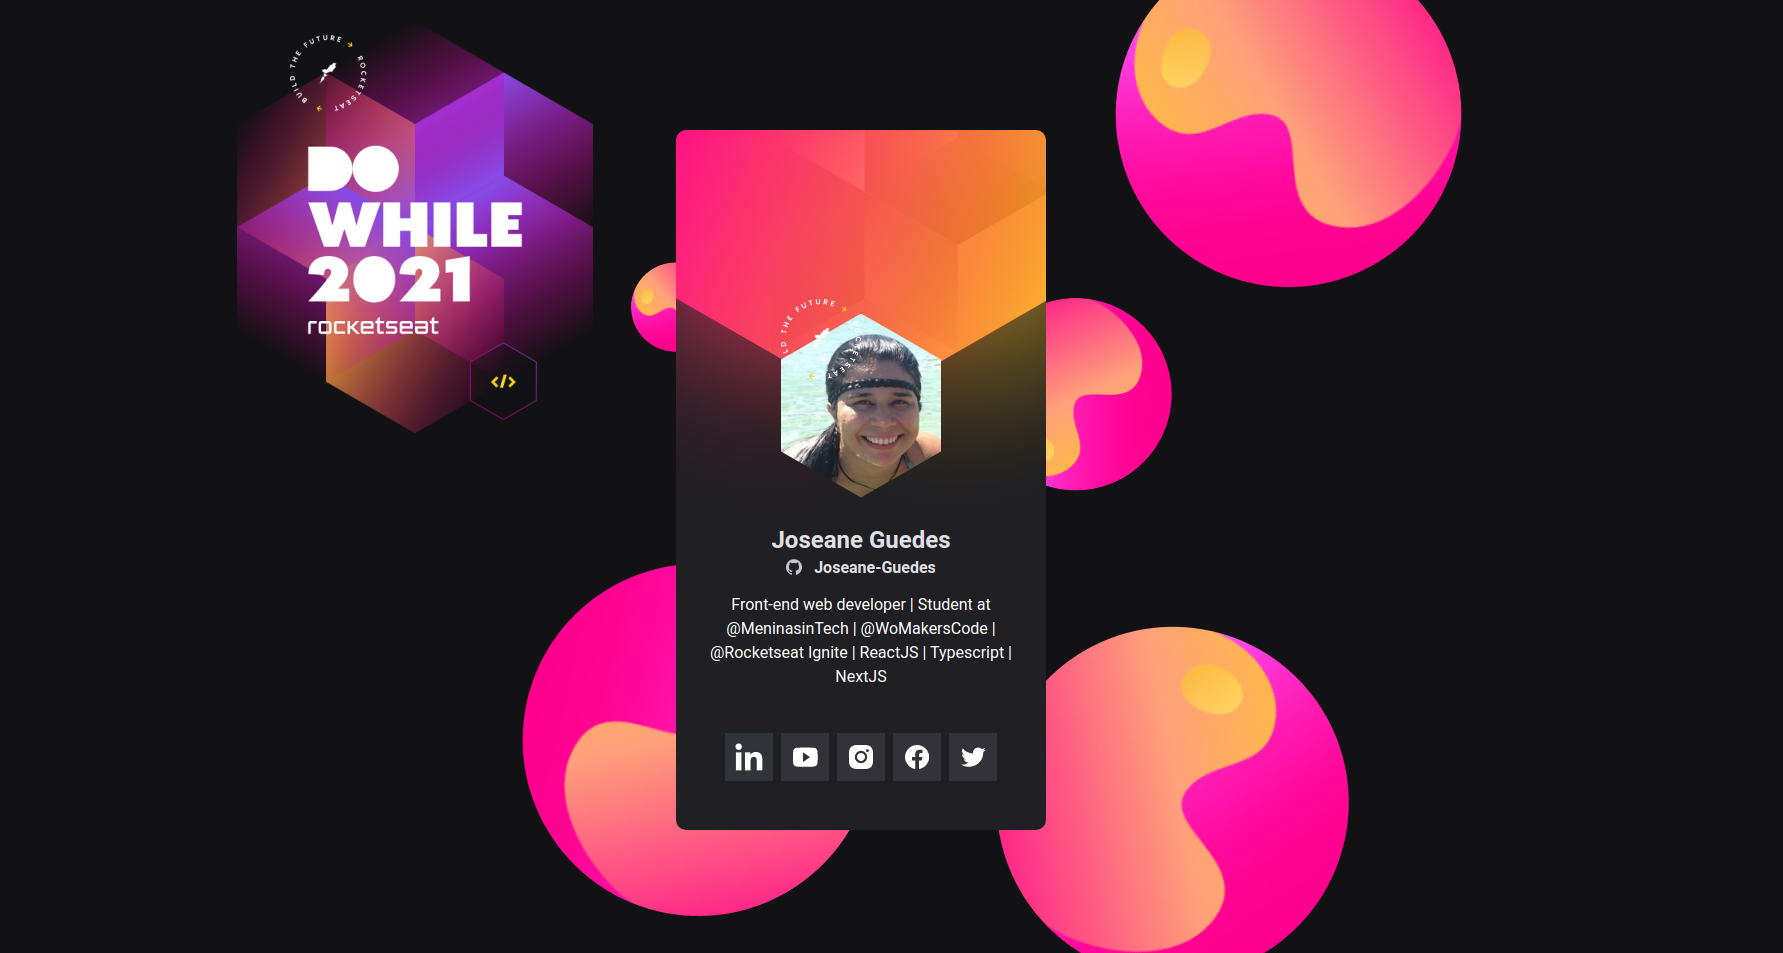 BUILD THE FUTURE → ROCKETSEAT →
DO
WHILE
2021
rocketseat
</>
THE FUTURE → ROCKETSEAT →
Joseane Guedes
Joseane-Guedes
Front-end web developer | Student at
@MeninasinTech | @WoMakersCode |
@Rocketseat Ignite | ReactJS | Typescript |
NextJS
in